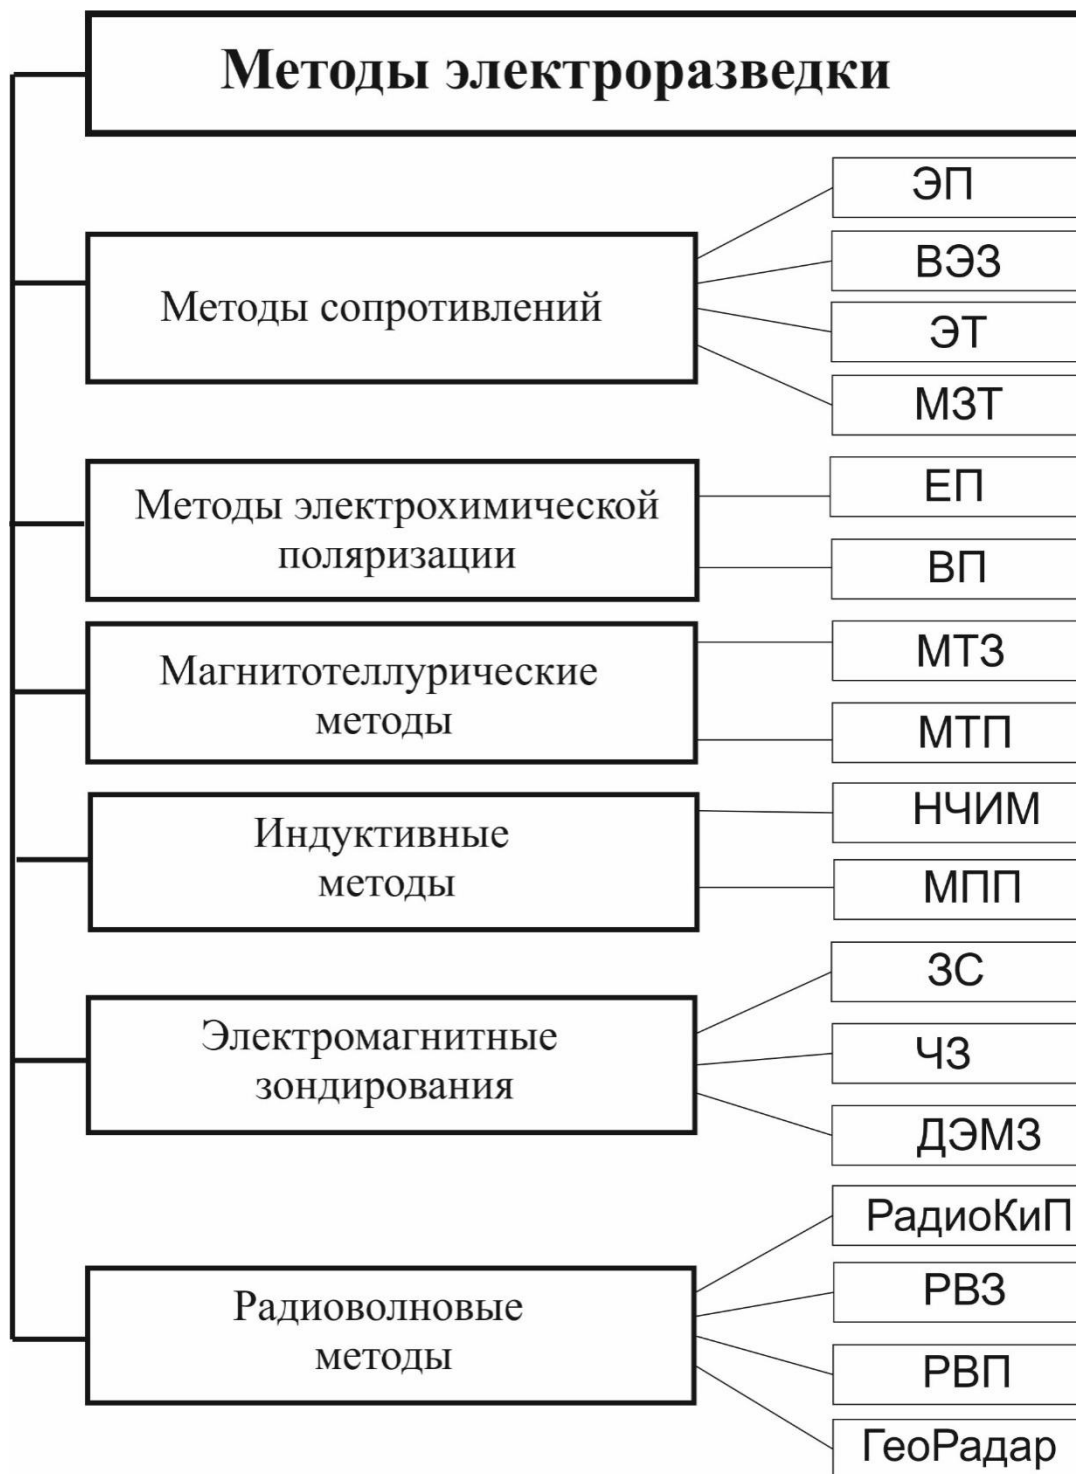 Методы электроразведки
Методы сопротивлений
ЭП
ВЭЗ
ЭТ
МЗТ
Методы электрохимической
поляризации
ЕП
ВП
Магнитотеллурические
методы
МТЗ
МТП
Индуктивные
методы
НЧИМ
МПП
Электромагнитные
зондирования
ЗС
ЧЗ
ДЭМЗ
Радиоволновые
методы
РадиоКиП
РВЗ
РВП
ГеоРадар